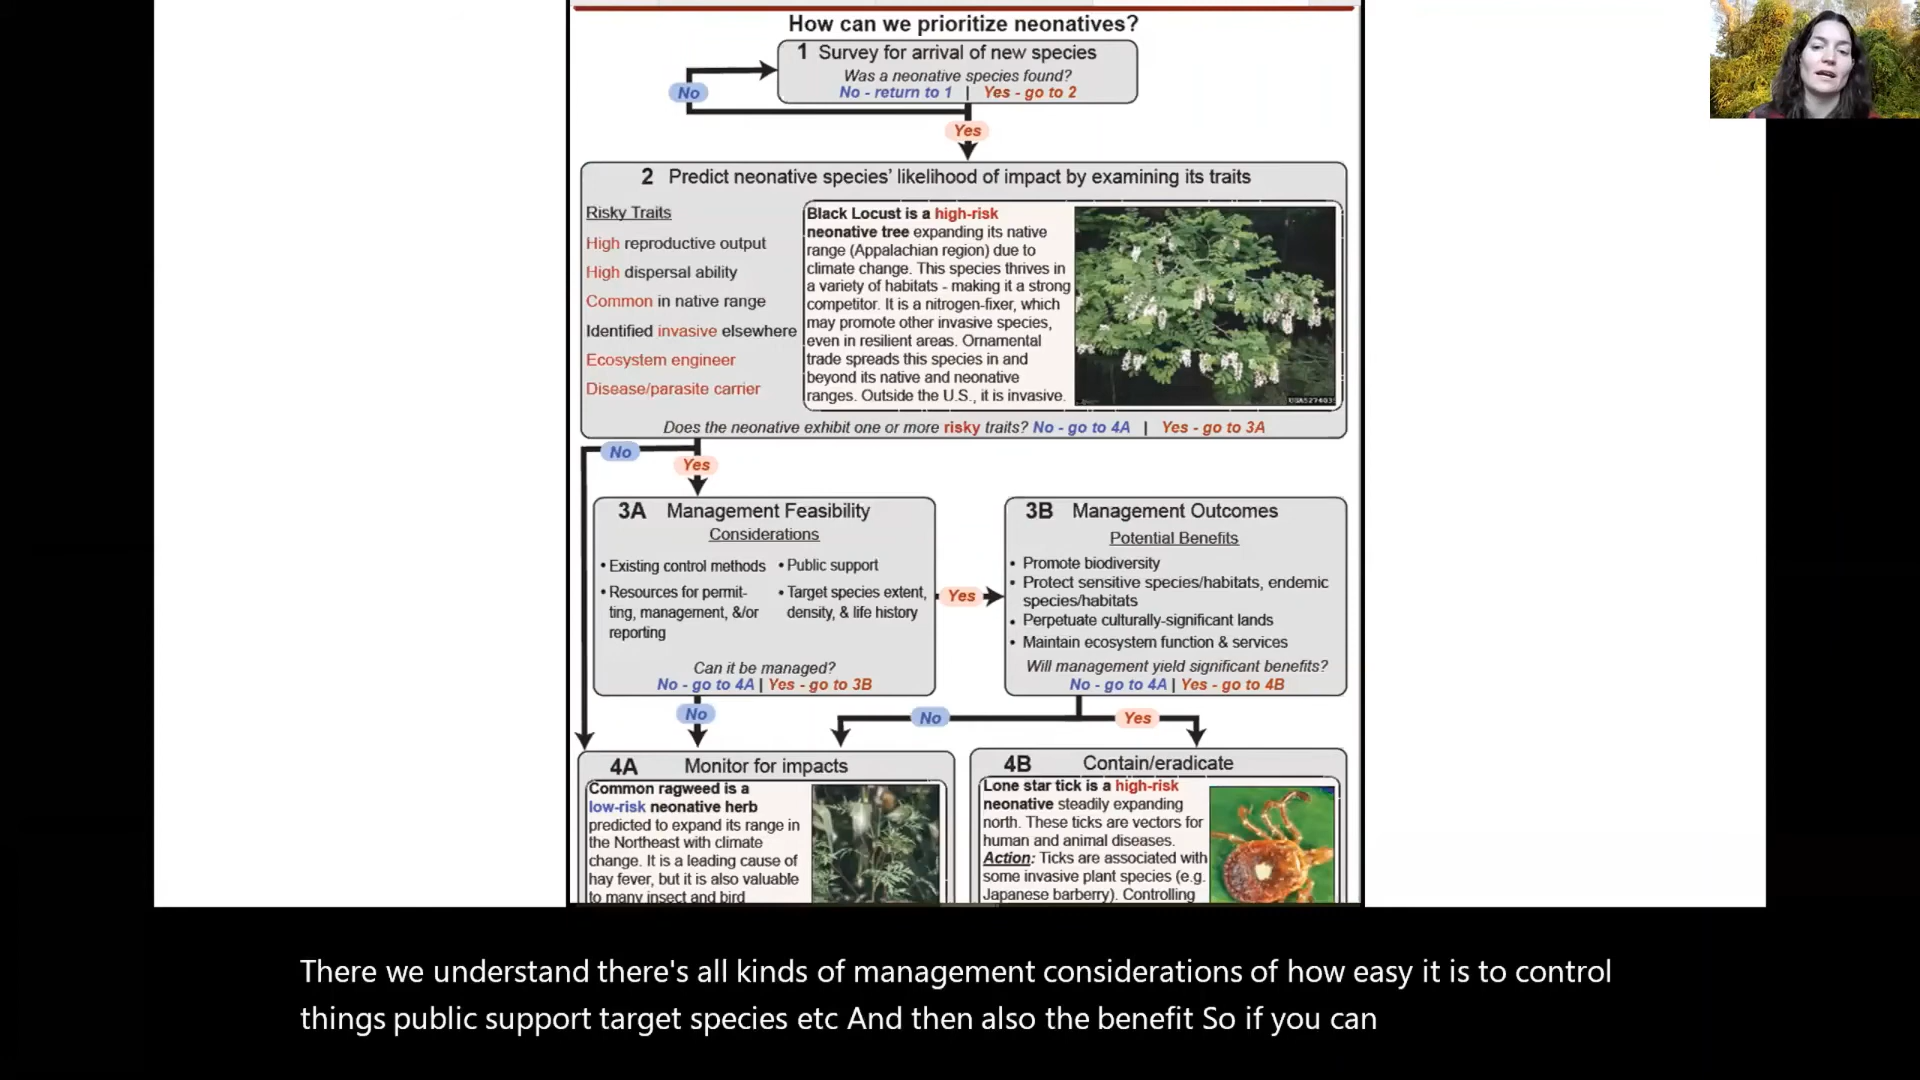 How can we prioritize neonatives?
1 Survey for arrival of new species
Was a neonative species found?
No - return to 1 | Yes - go to 2
No
Yes
2 Predict neonative species' likelihood of impact by examining its traits
Risky Traits
High reproductive output
High dispersal ability
Common in native range
Identified invasive elsewhere
Ecosystem engineer
Disease/parasite carrier
Black Locust is a high-risk
neonative tree expanding its native
range (Appalachian region) due to
climate change. This species thrives in
a variety of habitats - making it a strong
competitor. It is a nitrogen-fixer, which
may promote other invasive species,
even in resilient areas. Ornamental
trade spreads this species in and
beyond its native and neonative
ranges. Outside the U.S., it is invasive.
Does the neonative exhibit one or more risky traits? No - go to 4A | Yes - go to 3A
No
Yes
3A Management Feasibility
Considerations
• Existing control methods
• Resources for permit-
ting, management, &/or
reporting
• Public support
• Target species extent,
density, & life history
Can it be managed?
No - go to 4A | Yes - go to 3B
Yes
3B Management Outcomes
Potential Benefits
• Promote biodiversity
• Protect sensitive species/habitats, endemic
species/habitats
• Perpetuate culturally-significant lands
• Maintain ecosystem function & services
Will management yield significant benefits?
No - go to 4A | Yes - go to 4B
No
No
Yes
4A Monitor for impacts
Common ragweed is a
low-risk neonative herb
predicted to expand its range in
the Northeast with climate
change. It is a leading cause of
hay fever, but it is also valuable
to many insect and bird
4B Contain/eradicate
Lone star tick is a high-risk
neonative steadily expanding
north. These ticks are vectors for
human and animal diseases.
Action: Ticks are associated with
some invasive plant species (e.g.
Japanese barberry). Controlling
There we understand there's all kinds of management considerations of how easy it is to control
things public support target species etc And then also the benefit So if you can